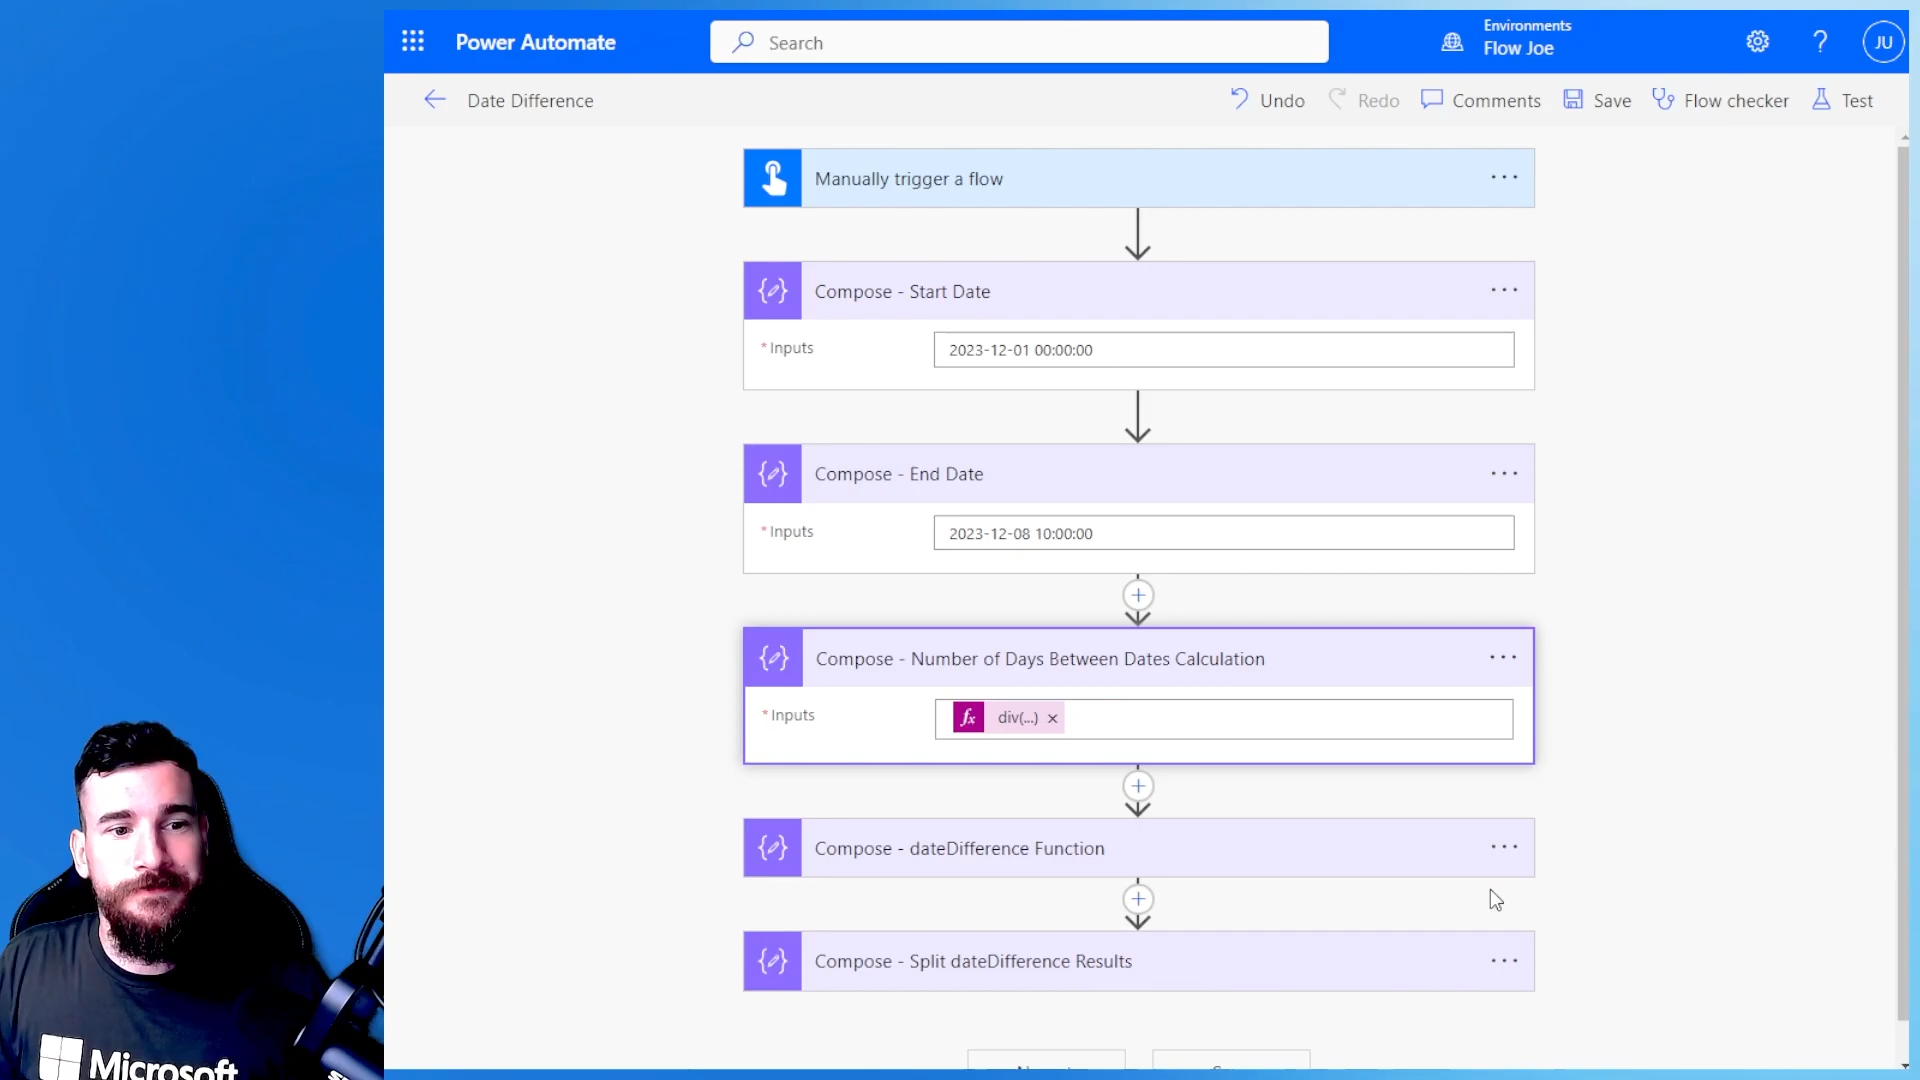 Power Automate
Search
Environments
Flow Joe
?
JU
Date Difference
Undo
Redo
Comments
Save
Flow checker
Test
Manually trigger a flow
Compose - Start Date
* Inputs
2023-12-01 00:00:00
Compose - End Date
* Inputs
2023-12-08 10:00:00
Compose - Number of Days Between Dates Calculation
* Inputs
fx div(...) ×
Compose - dateDifference Function
Compose - Split dateDifference Results
Microsoft